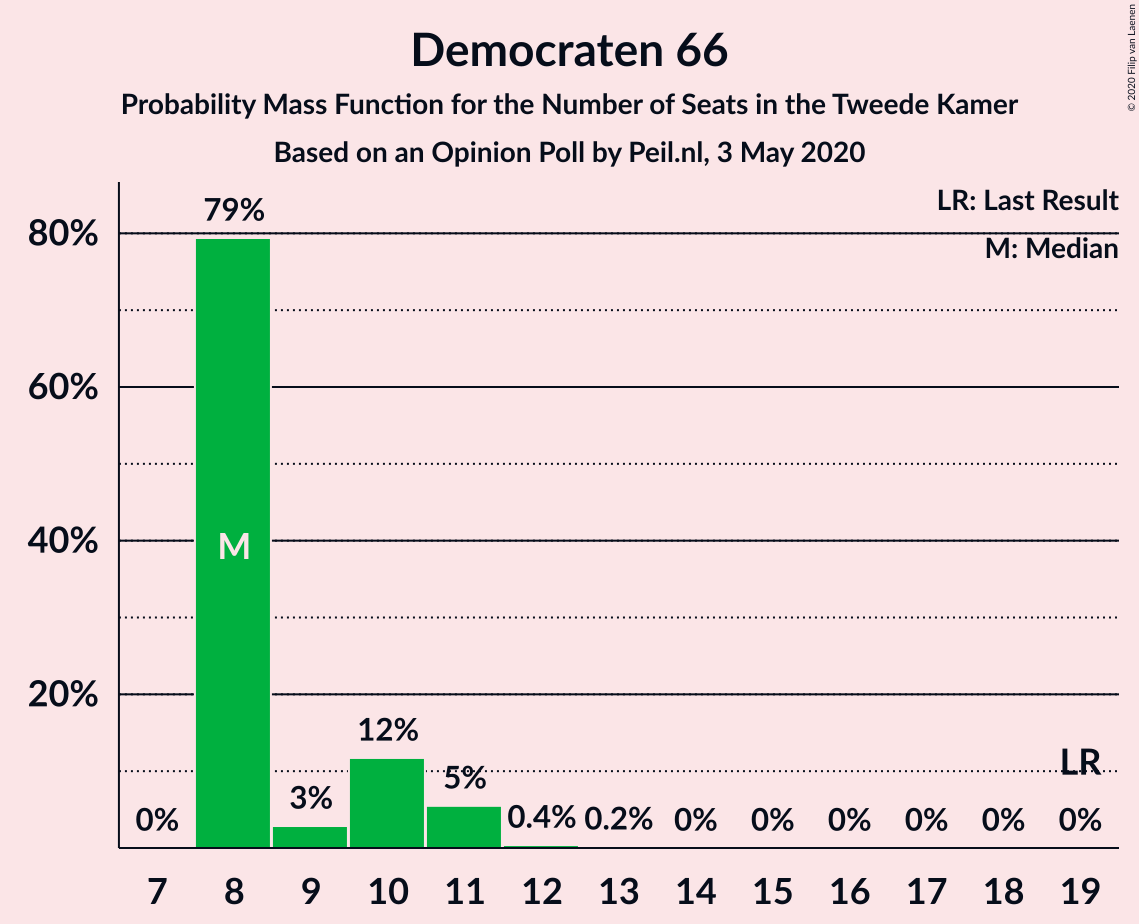 Democraten 66
Probability Mass Function for the Number of Seats in the Tweede Kamer
Based on an Opinion Poll by Peil.nl, 3 May 2020
© 2020 Filip van Laenen
LR: Last Result
M: Median
80%
60%
40%
20%
0%
79%
M
3%
12%
5%
0.4%
0.2%
0%
0%
0%
0%
0%
LR
0%
7 8 9 10 11 12 13 14 15 16 17 18 19